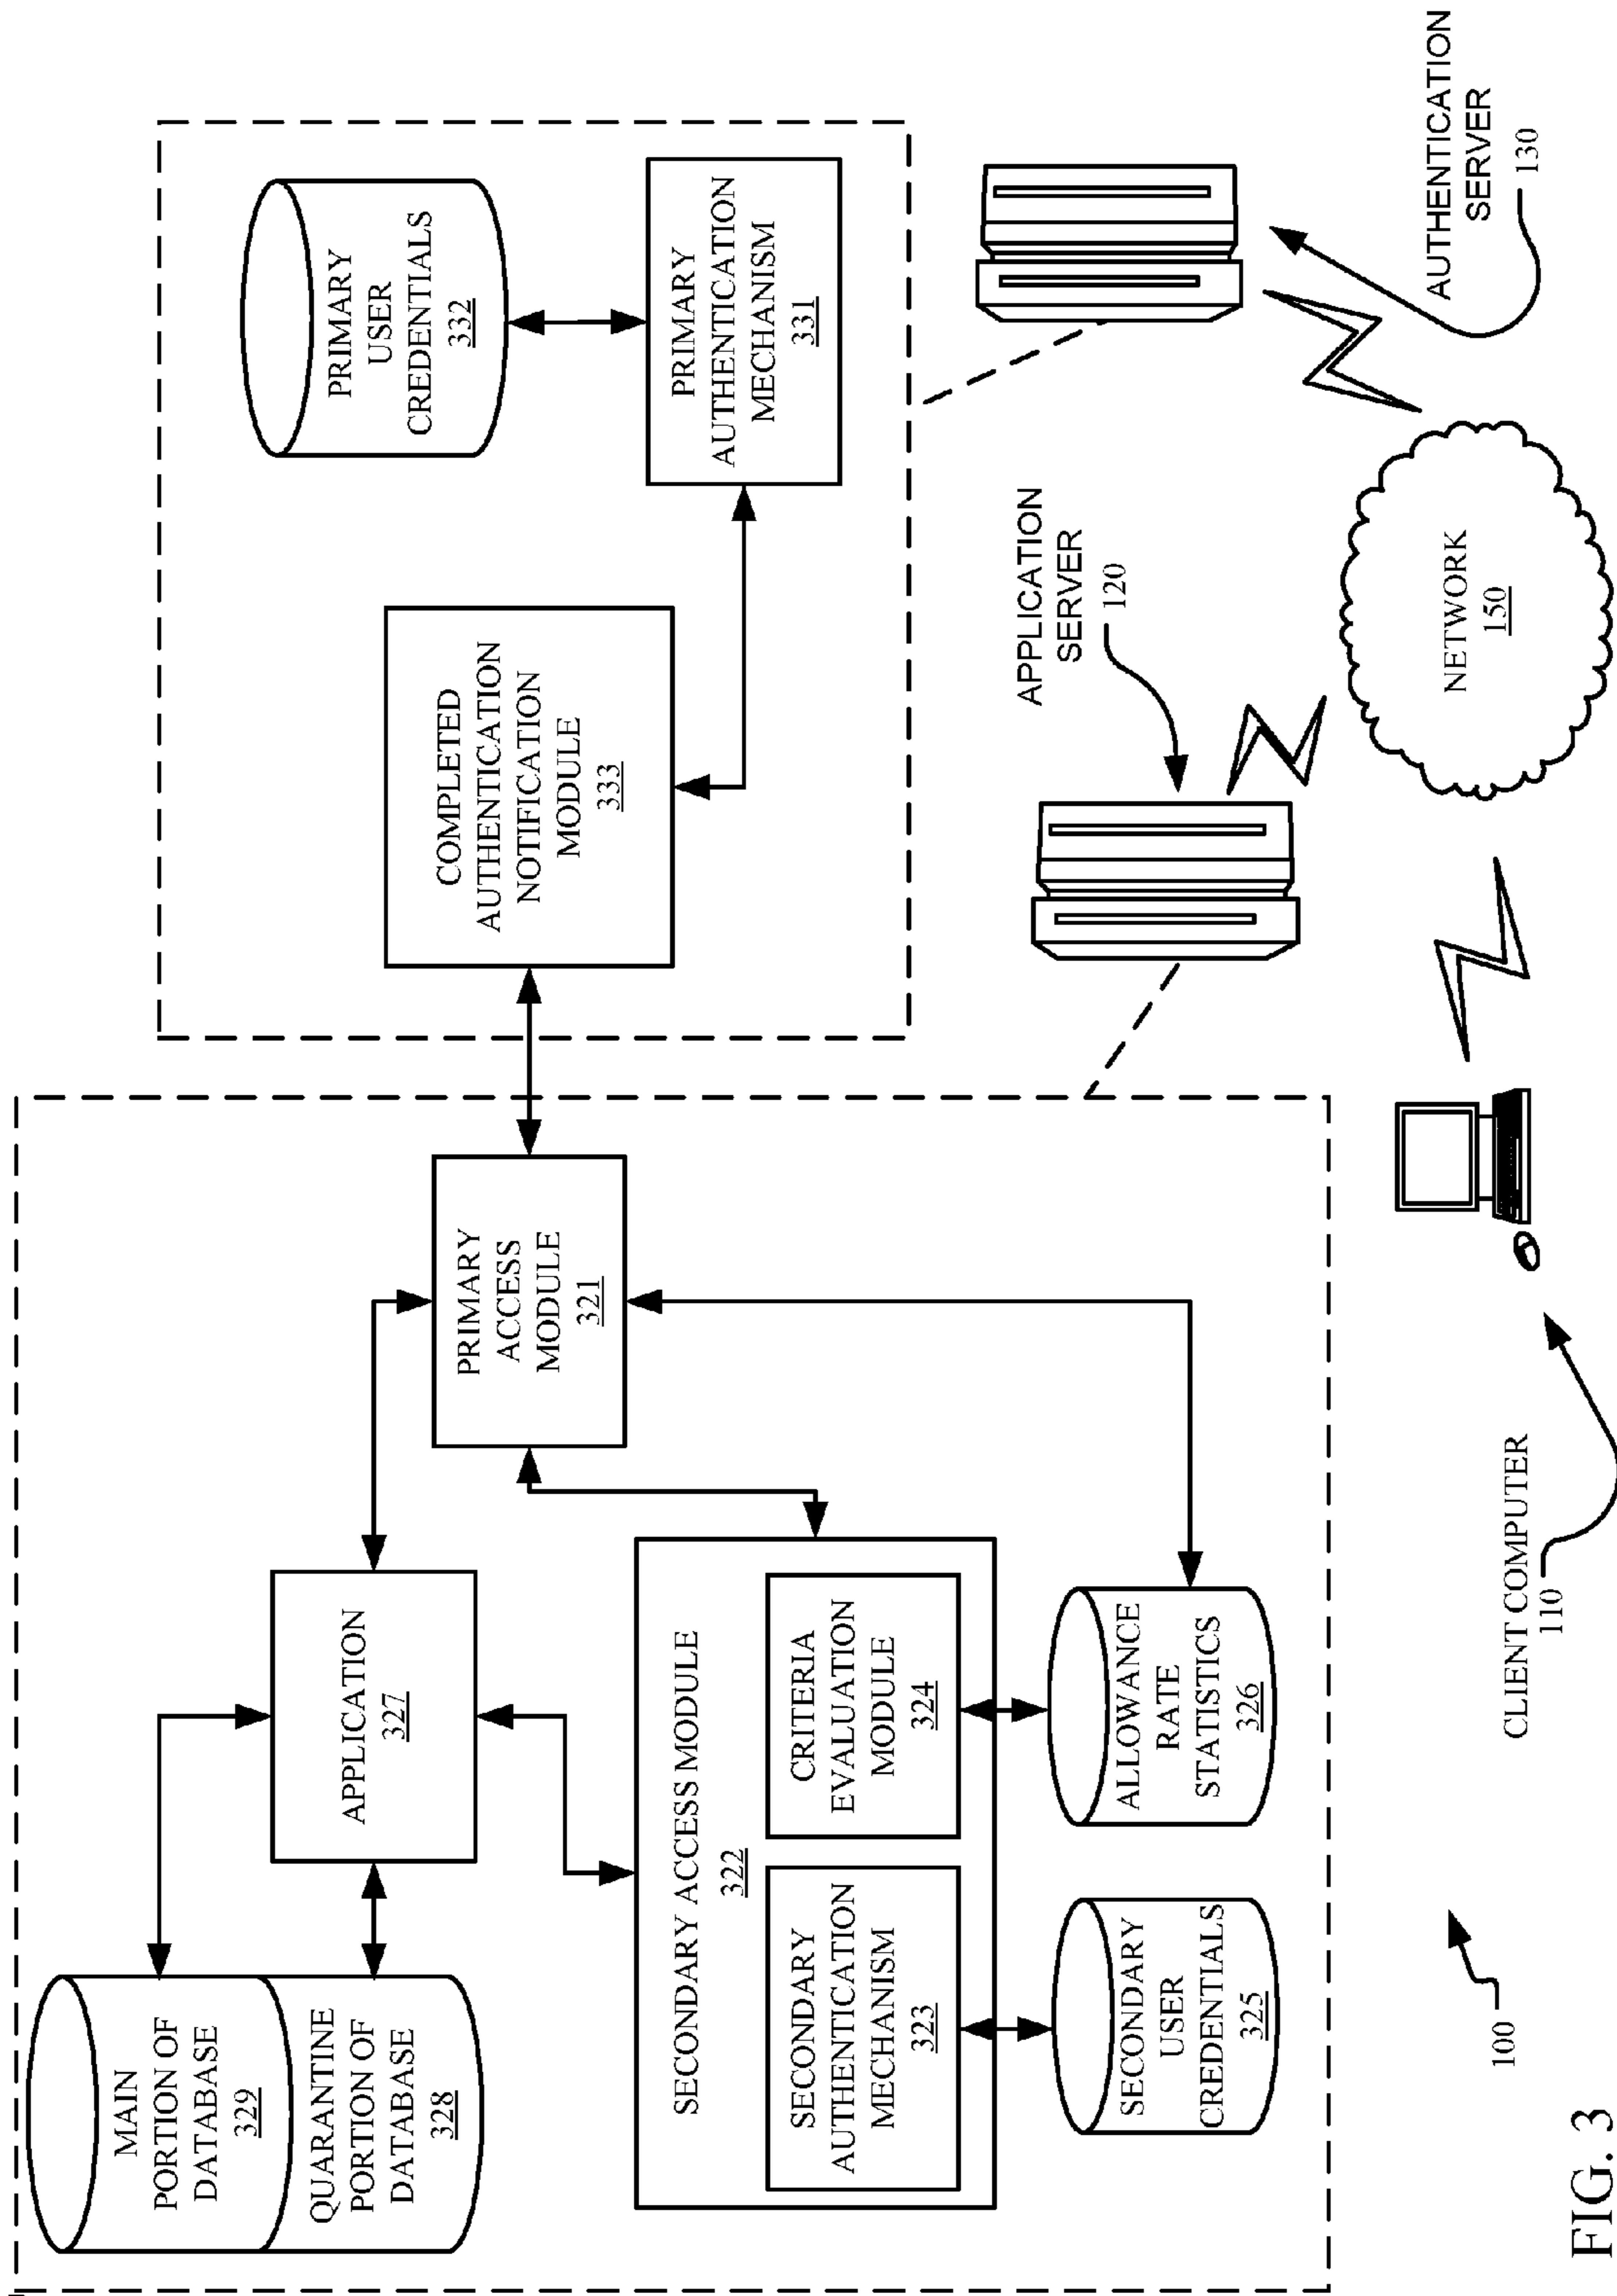 MAIN
PORTION OF
DATABASE
329
QUARANTINE
PORTION OF
DATABASE
328
APPLICATION
327
SECONDARY ACCESS MODULE
322
SECONDARY
AUTHENTICATION
MECHANISM
323
CRITERIA
EVALUATION
MODULE
324
SECONDARY
USER
CREDENTIALS
325
ALLOWANCE
RATE
STATISTICS
326
PRIMARY
ACCESS
MODULE
321
COMPLETED
AUTHENTICATION
NOTIFICATION
MODULE
333
PRIMARY
USER
CREDENTIALS
332
PRIMARY
AUTHENTICATION
MECHANISM
331
APPLICATION
SERVER
120
AUTHENTICATION
SERVER
130
NETWORK
150
CLIENT COMPUTER
110
100
FIG. 3